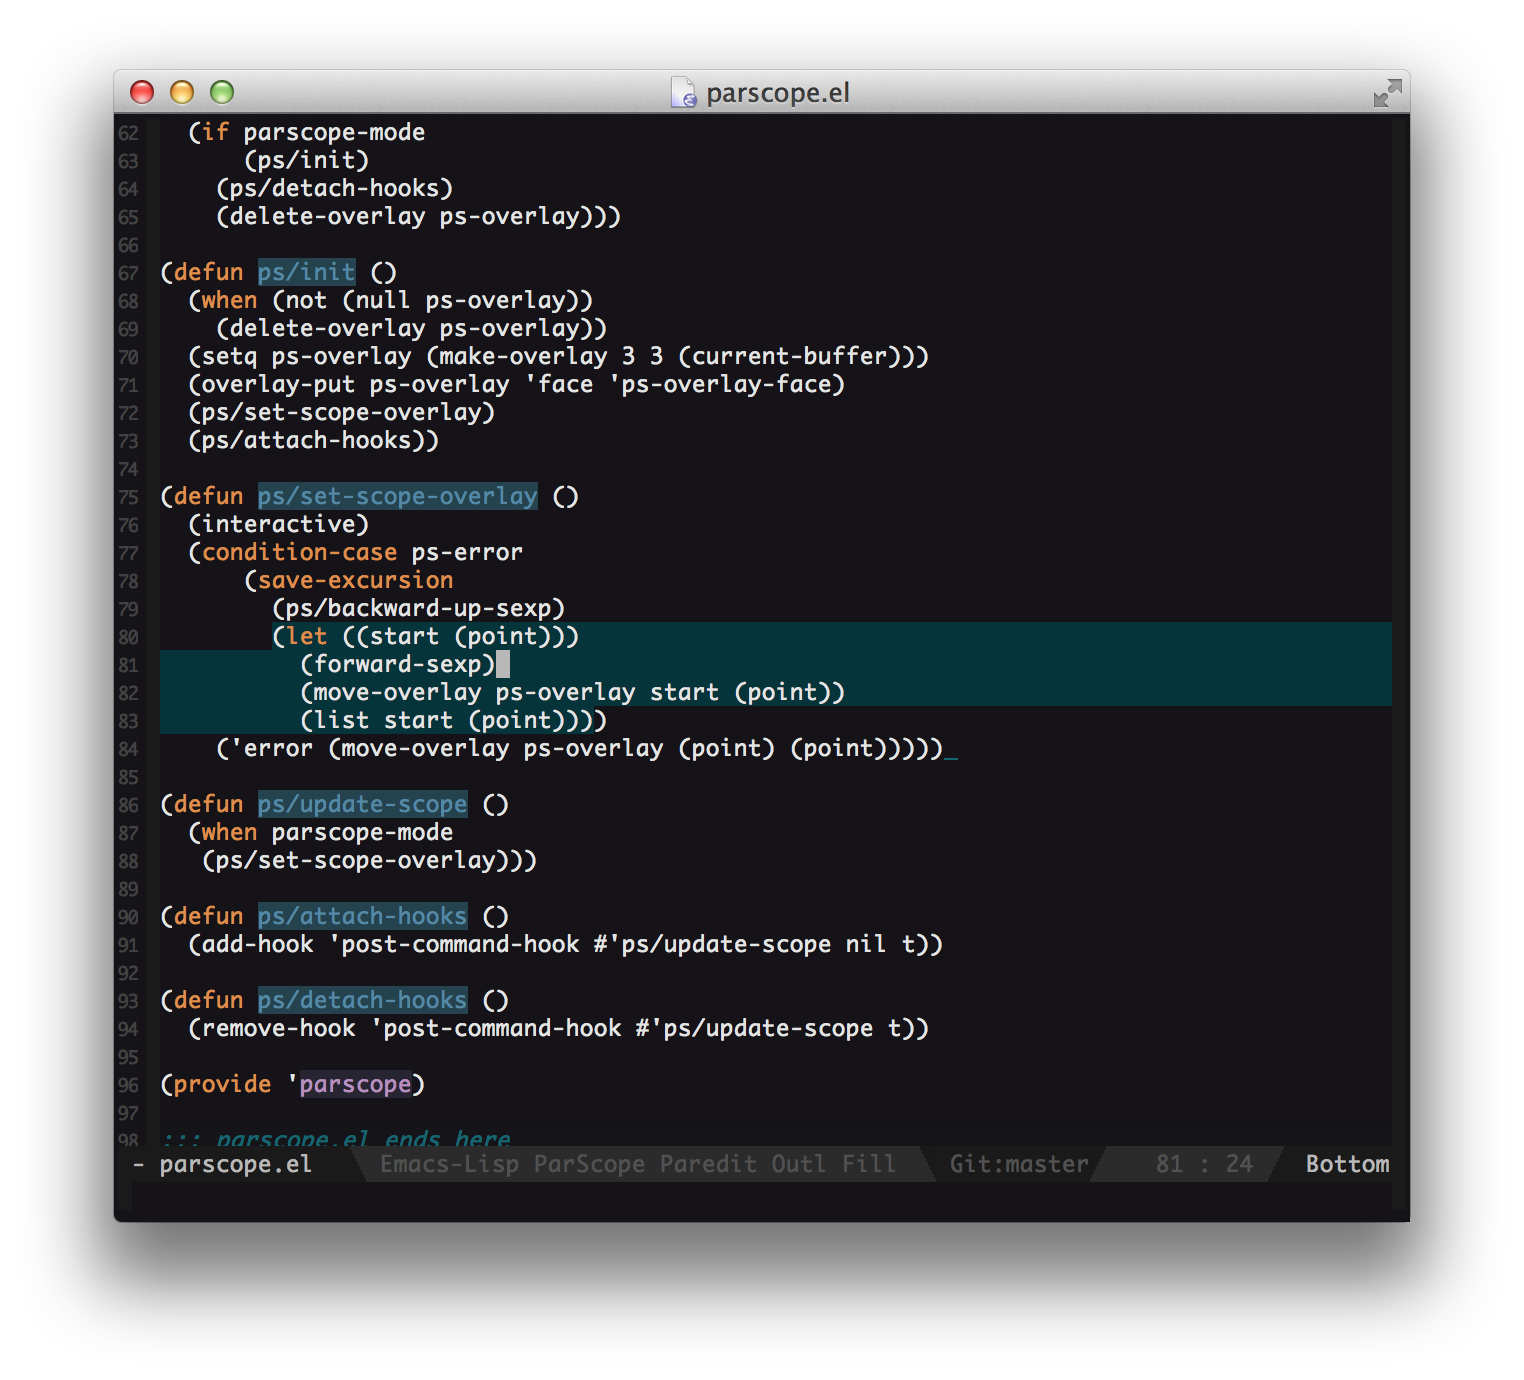 parscope.el
62   (if parscope-mode
63       (ps/init)
64     (ps/detach-hooks)
65     (delete-overlay ps-overlay)))
66
67 (defun ps/init ()
68   (when (not (null ps-overlay))
69     (delete-overlay ps-overlay))
70   (setq ps-overlay (make-overlay 3 3 (current-buffer)))
71   (overlay-put ps-overlay 'face 'ps-overlay-face)
72   (ps/set-scope-overlay)
73   (ps/attach-hooks))
74
75 (defun ps/set-scope-overlay ()
76   (interactive)
77   (condition-case ps-error
78       (save-excursion
79         (ps/backward-up-sexp)
80         (let ((start (point)))
81           (forward-sexp)
82           (move-overlay ps-overlay start (point))
83           (list start (point))))
84     ('error (move-overlay ps-overlay (point) (point)))))_
85
86 (defun ps/update-scope ()
87   (when parscope-mode
88    (ps/set-scope-overlay)))
89
90 (defun ps/attach-hooks ()
91   (add-hook 'post-command-hook #'ps/update-scope nil t))
92
93 (defun ps/detach-hooks ()
94   (remove-hook 'post-command-hook #'ps/update-scope t))
95
96 (provide 'parscope)
97
98 ;;; parscope.el ends here
- parscope.el Emacs-Lisp ParScope Paredit Outl Fill Git:master 81 : 24 Bottom